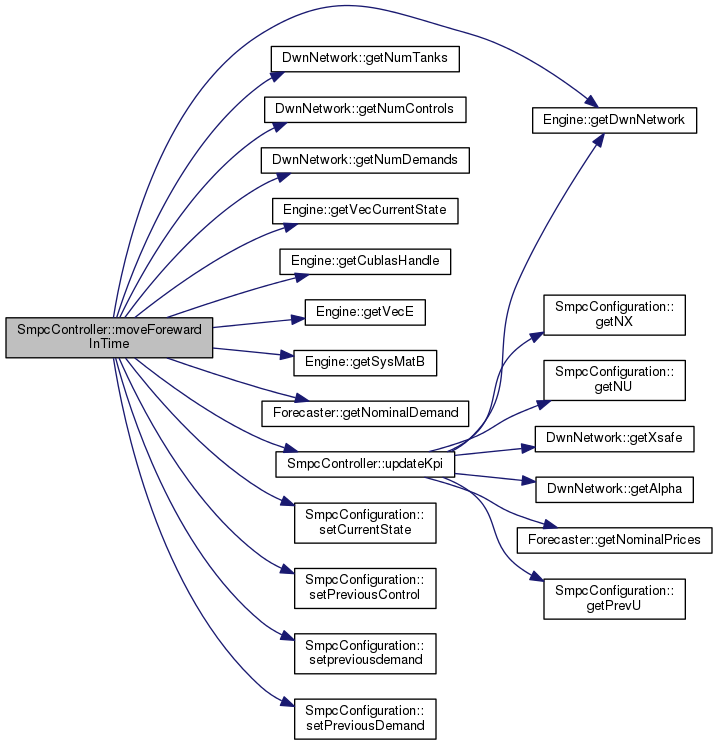 SmpcController::moveForeward
InTime
DwnNetwork::getNumTanks
DwnNetwork::getNumControls
DwnNetwork::getNumDemands
Engine::getVecCurrentState
Engine::getCublasHandle
Engine::getVecE
Engine::getSysMatB
Forecaster::getNominalDemand
SmpcController::updateKpi
SmpcConfiguration::
setCurrentState
SmpcConfiguration::
setPreviousControl
SmpcConfiguration::
setpreviousdemand
SmpcConfiguration::
setPreviousDemand
Engine::getDwnNetwork
SmpcConfiguration::
getNX
SmpcConfiguration::
getNU
DwnNetwork::getXsafe
DwnNetwork::getAlpha
Forecaster::getNominalPrices
SmpcConfiguration::
getPrevU